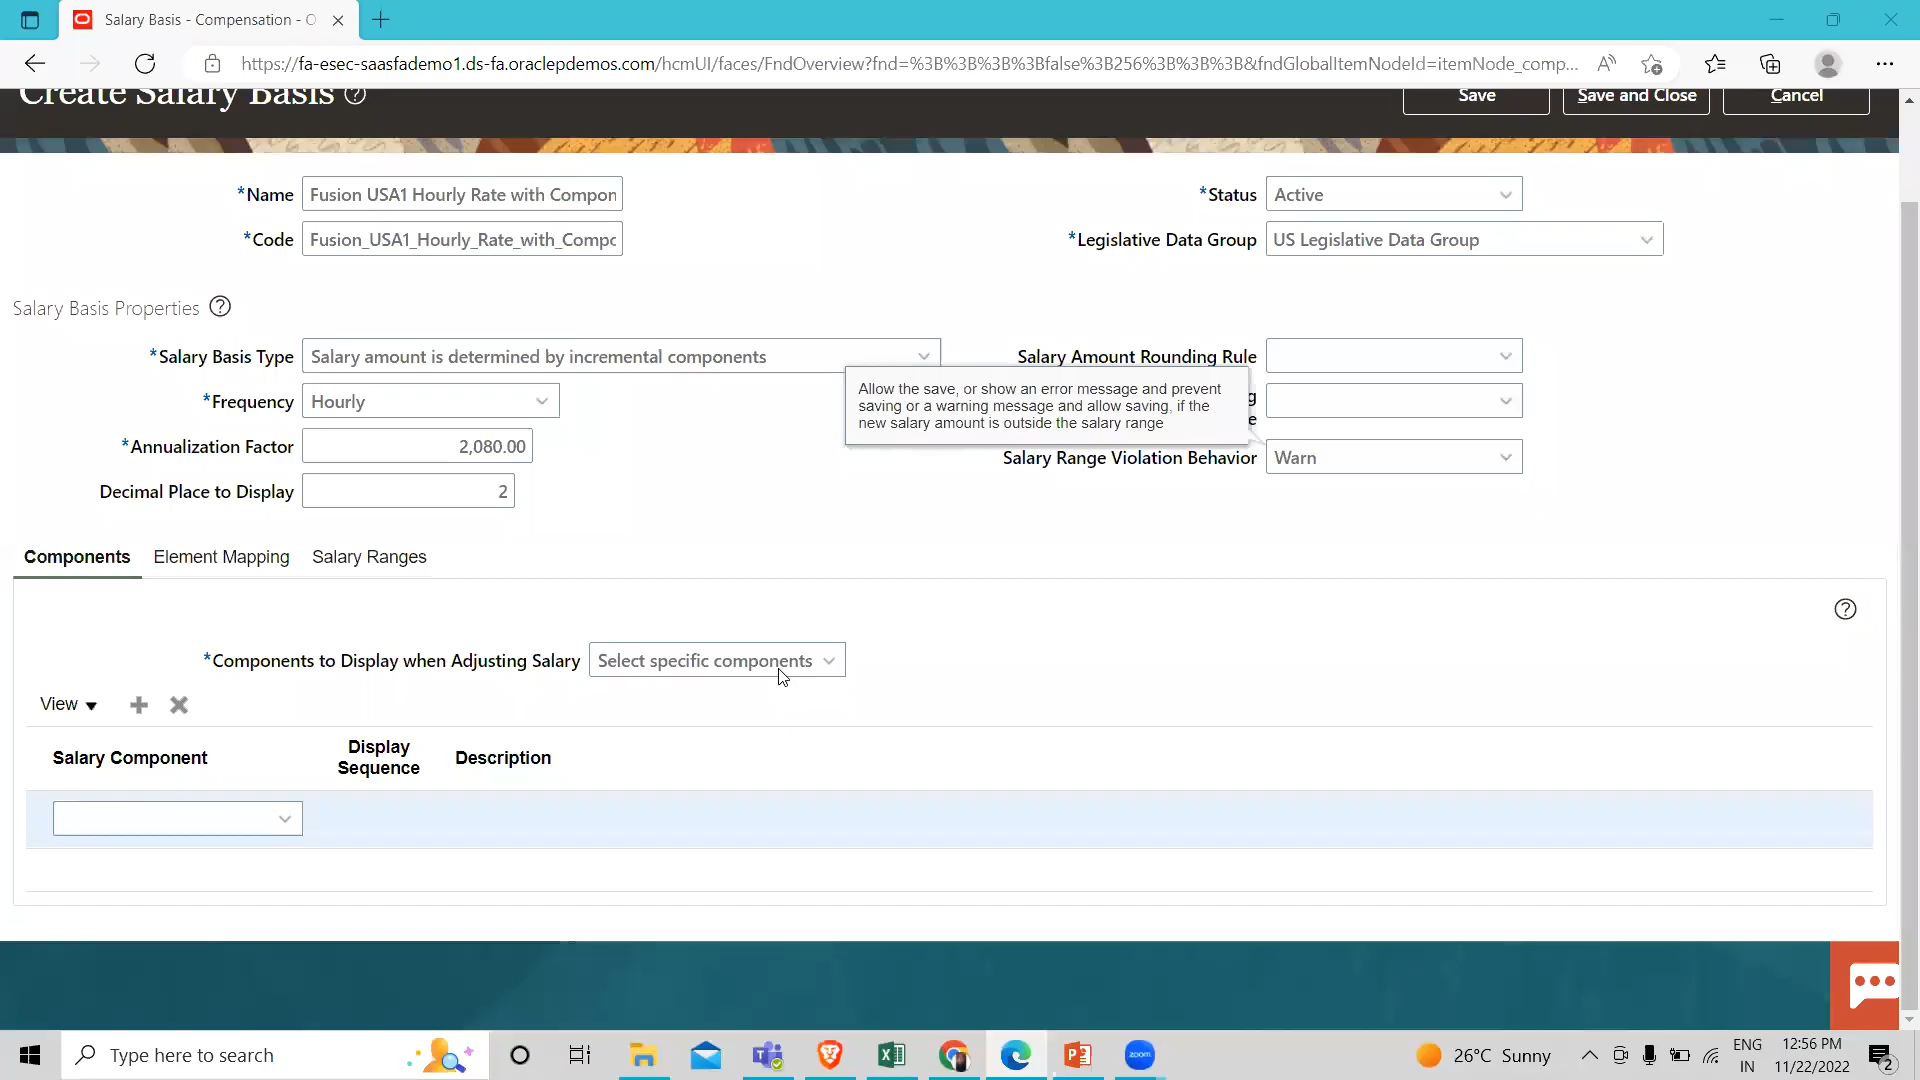 Salary Basis - Compensation - O
https://fa-esec-saasfademo1.ds-fa.oraclepdemos.com/hcmUI/faces/FndOverview?fnd=%3B%3B%3B%3Bfalse%3B256%3B%3B%3B&fndGlobalItemNodeId=itemNode_comp...
Create Salary Basis
Save
Save and Close
Cancel
*Name
Fusion USA1 Hourly Rate with Compon
*Status
Active
*Code
Fusion_USA1_Hourly_Rate_with_Compo
*Legislative Data Group
US Legislative Data Group
Salary Basis Properties
*Salary Basis Type
Salary amount is determined by incremental components
Salary Amount Rounding Rule
*Frequency
Hourly
Allow the save, or show an error message and prevent
saving or a warning message and allow saving, if the
new salary amount is outside the salary range
g
e
*Annualization Factor
2,080.00
Salary Range Violation Behavior
Warn
Decimal Place to Display
2
Components
Element Mapping
Salary Ranges
*Components to Display when Adjusting Salary
Select specific components
View
Salary Component
Display
Sequence
Description
Type here to search
zoom
26°C Sunny
ENG
IN
12:56 PM
11/22/2022
2